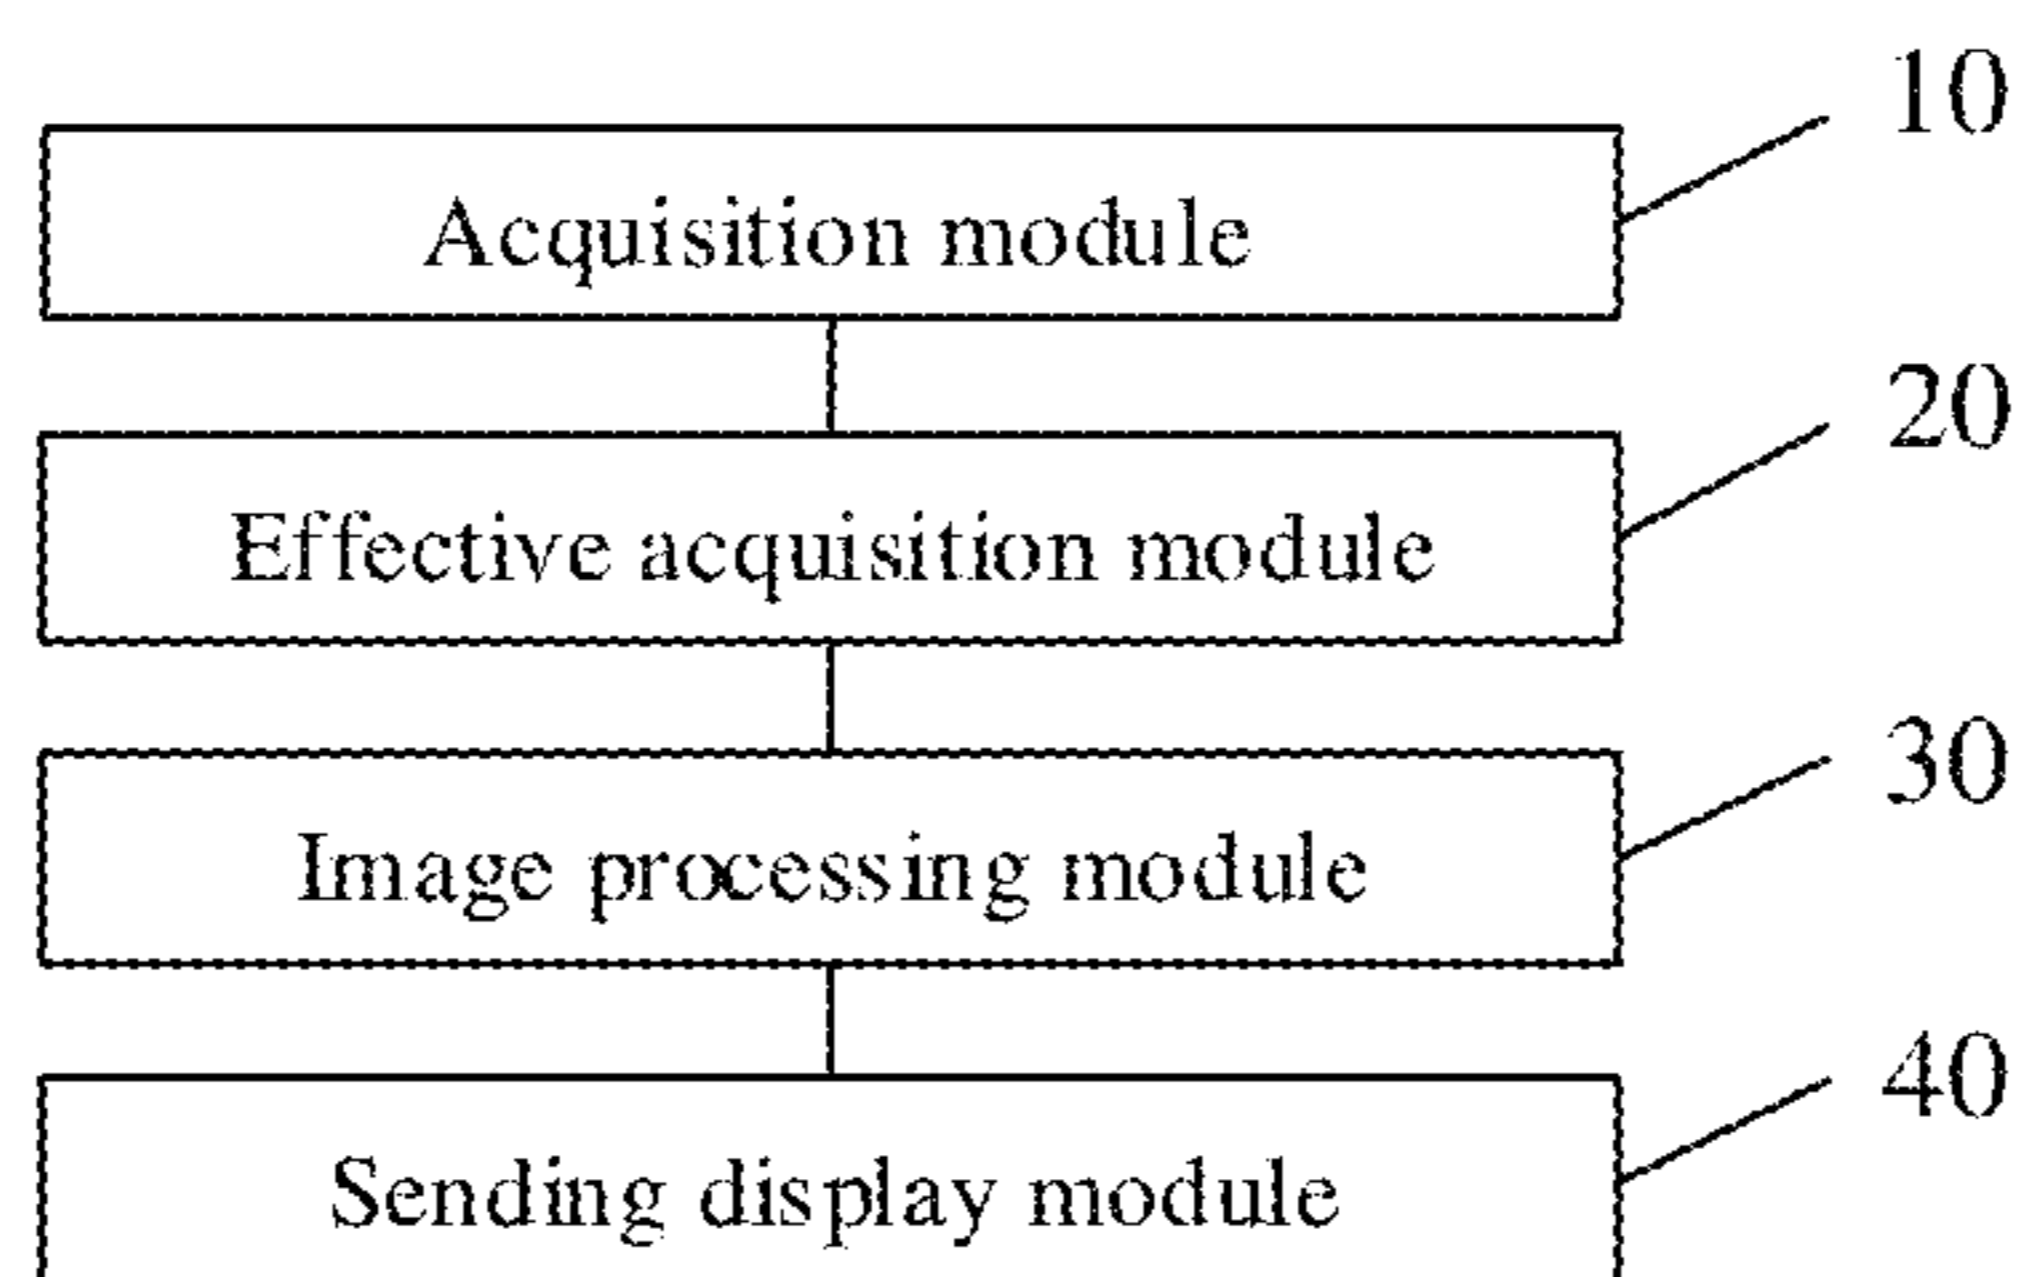 10
Acquisition module
20
Effective acquisition module
30
Image processing module
40
Sending display module